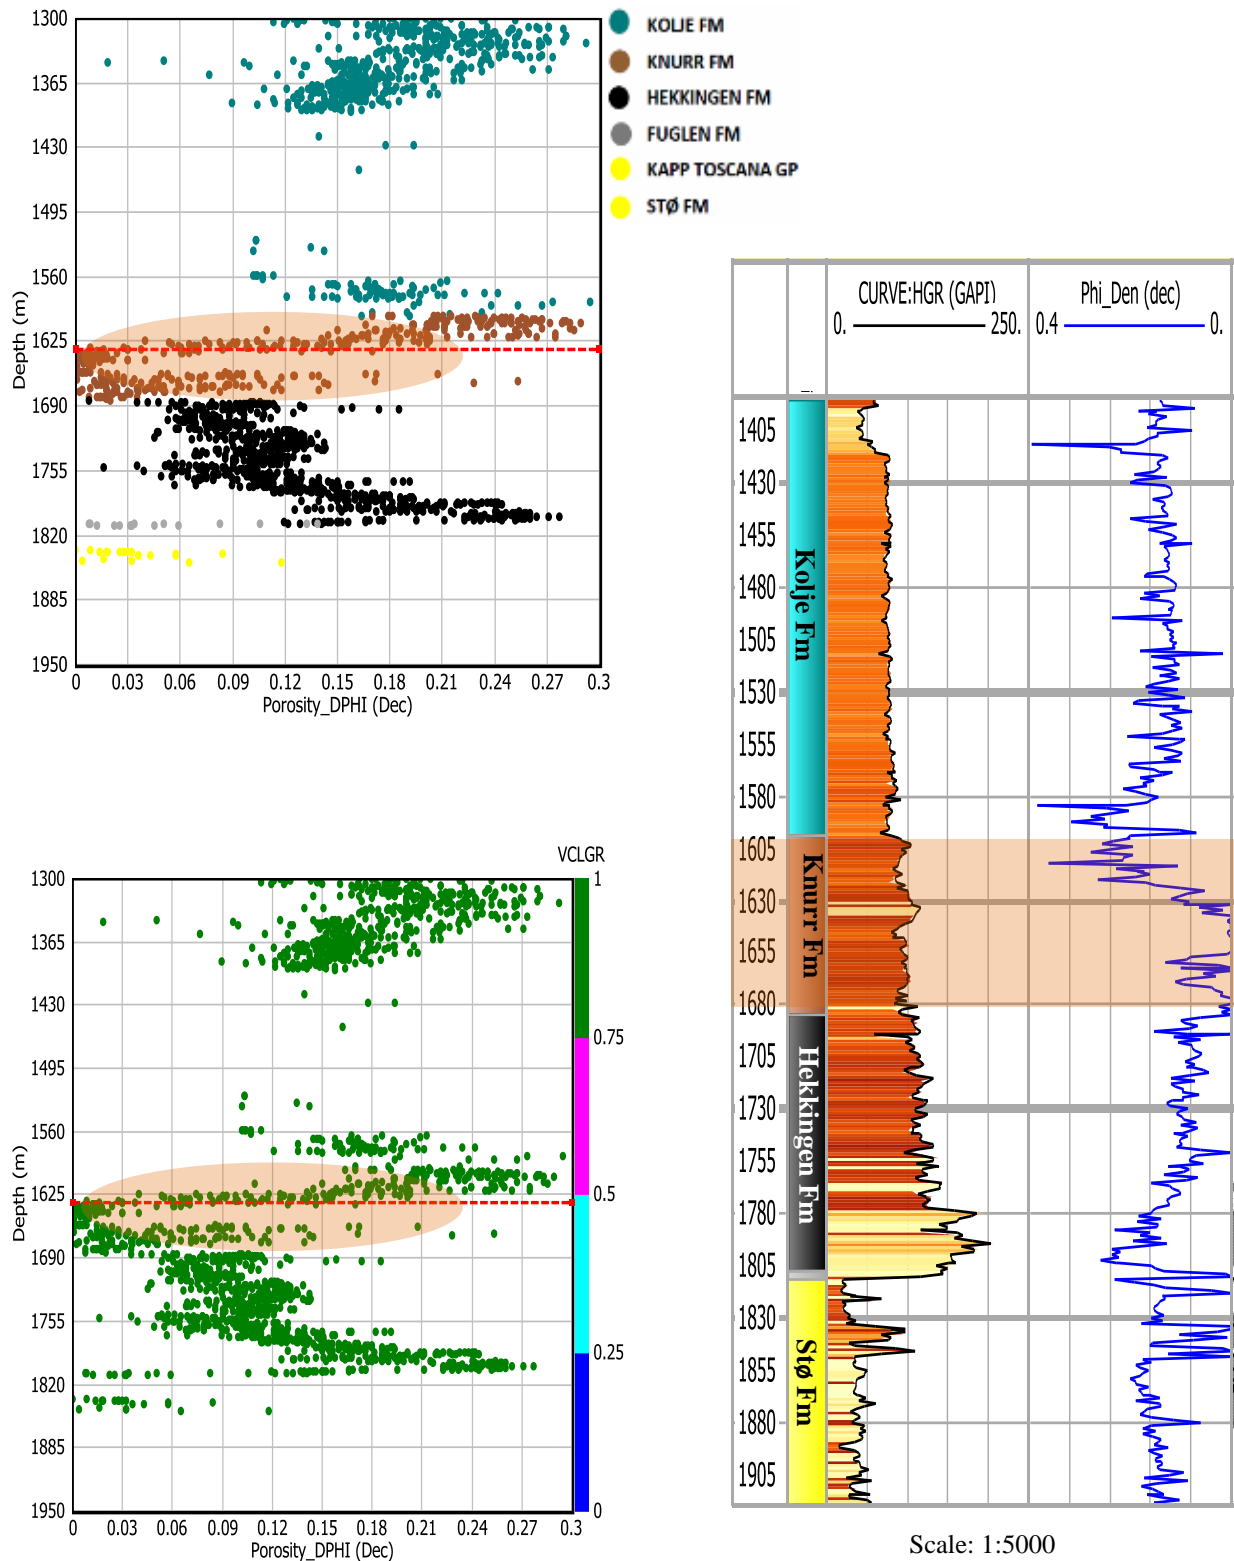 1300
1365
1430
1495
1560
1625
1690
1755
1820
1885
1950
Depth (m)
0 0.03 0.06 0.09 0.12 0.15 0.18 0.21 0.24 0.27 0.3
Porosity_DPHI (Dec)
KOLJE FM
KNURR FM
HEKKINGEN FM
FUGLEN FM
KAPP TOSCANA GP
STØ FM
CURVE:HGR (GAPI)
0. 250.
Phi_Den (dec)
0.4 0.
1405
1430
1455
1480
1505
1530
1555
1580
1605
1630
1655
1680
1705
1730
1755
1780
1805
1830
1855
1880
1905
Kolje Fm
Knurr Fm
Hekkingen Fm
Stø Fm
Scale: 1:5000
VCLGR
1
0.75
0.5
0.25
0
1300
1365
1430
1495
1560
1625
1690
1755
1820
1885
1950
Depth (m)
0 0.03 0.06 0.09 0.12 0.15 0.18 0.21 0.24 0.27 0.3
Porosity_DPHI (Dec)